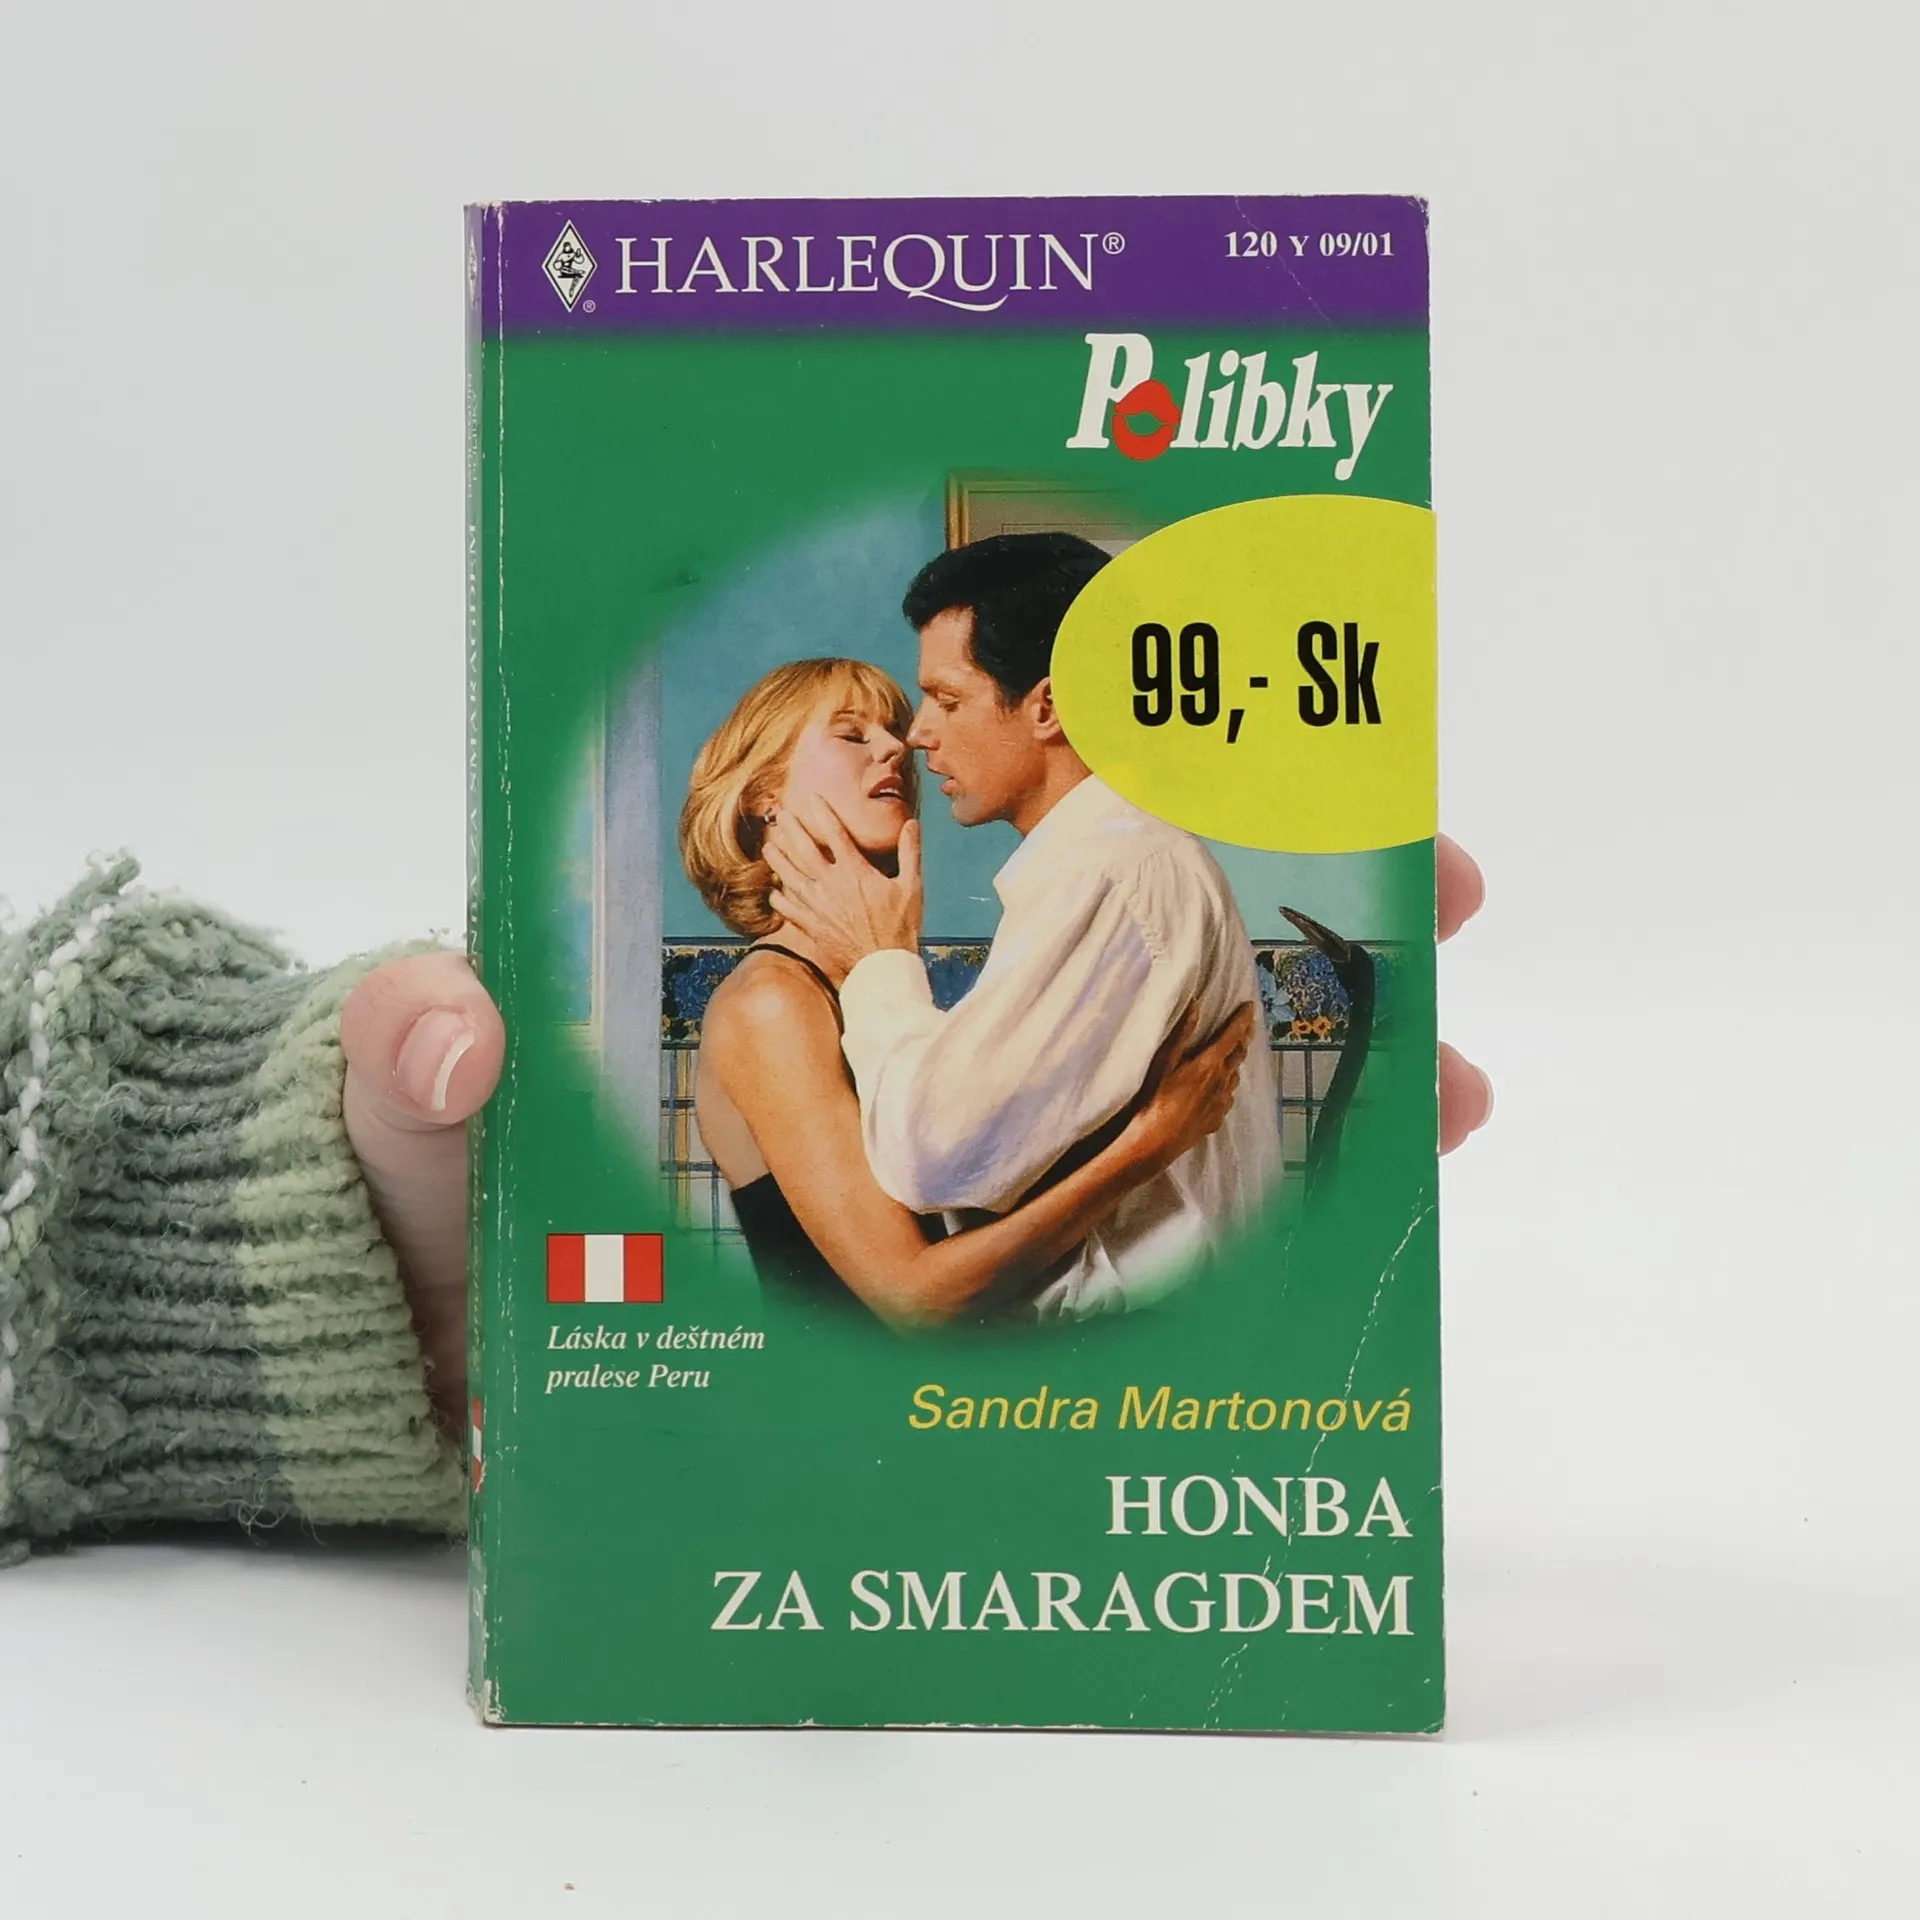 HARLEQUIN®
120 Y 09/01
Polibky
99,- Sk
Láska v deštném
pralese Peru
Sandra Martonová
HONBA
ZA SMARAGDEM